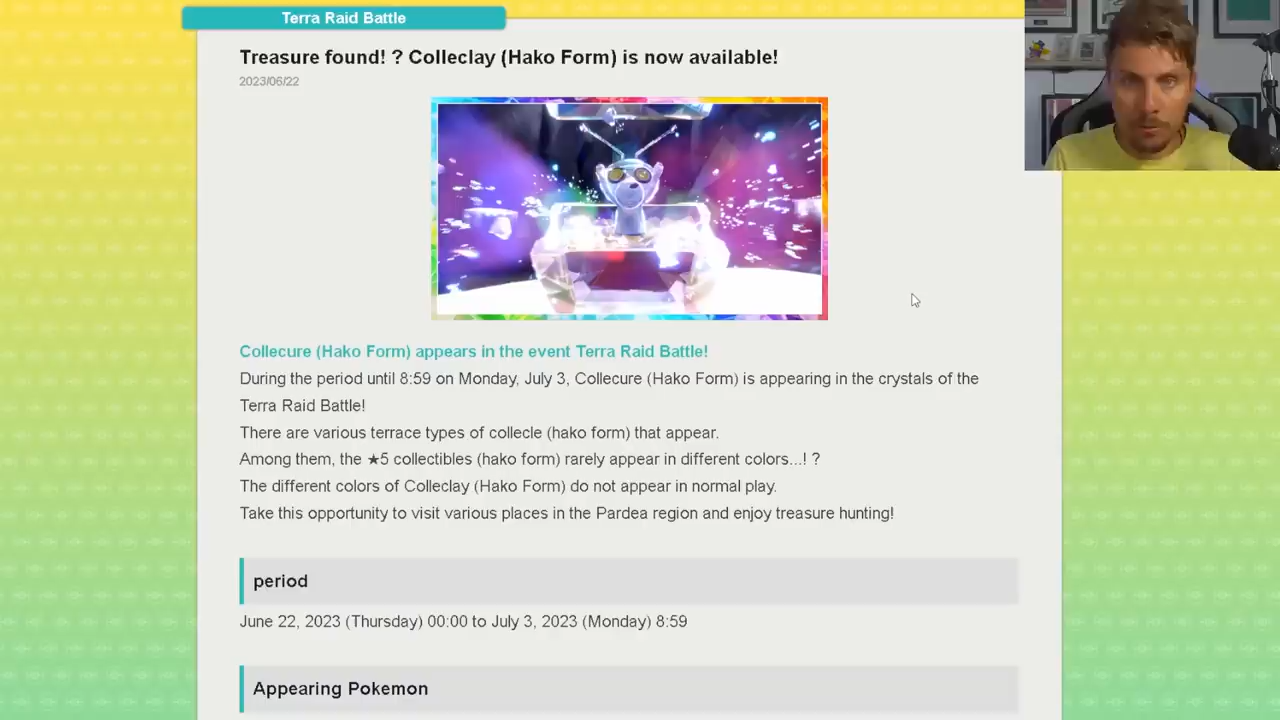 Terra Raid Battle
Treasure found! ? Colleclay (Hako Form) is now available!
2023/06/22
Collecure (Hako Form) appears in the event Terra Raid Battle!
During the period until 8:59 on Monday, July 3, Collecure (Hako Form) is appearing in the crystals of the
Terra Raid Battle!
There are various terrace types of collecle (hako form) that appear.
Among them, the ★5 collectibles (hako form) rarely appear in different colors...! ?
The different colors of Colleclay (Hako Form) do not appear in normal play.
Take this opportunity to visit various places in the Pardea region and enjoy treasure hunting!
period
June 22, 2023 (Thursday) 00:00 to July 3, 2023 (Monday) 8:59
Appearing Pokemon